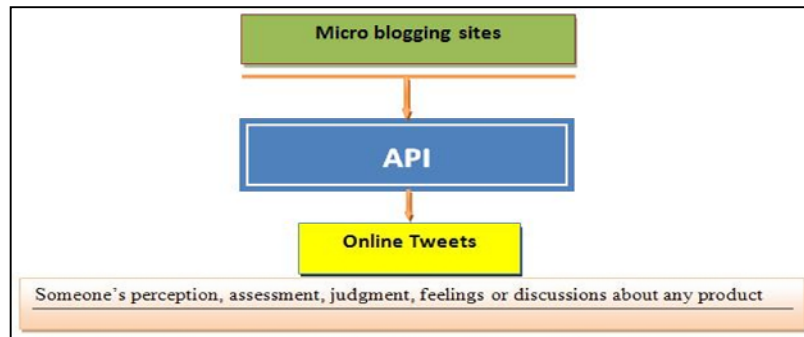 Micro blogging sites
API
Online Tweets
Someone's perception, assessment, judgment, feelings or discussions about any product